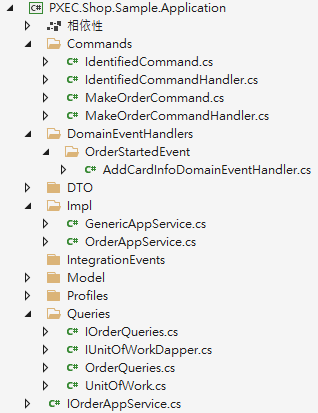 PXEC.Shop.Sample.Application
相依性
Commands
C# IdentifiedCommand.cs
C# IdentifiedCommandHandler.cs
C# MakeOrderCommand.cs
C# MakeOrderCommandHandler.cs
DomainEventHandlers
OrderStartedEvent
C# AddCardInfoDomainEventHandler.cs
DTO
Impl
C# GenericAppService.cs
C# OrderAppService.cs
IntegrationEvents
Model
Profiles
Queries
C# IOrderQueries.cs
C# IUnitOfWorkDapper.cs
C# OrderQueries.cs
C# UnitOfWork.cs
C# IOrderAppService.cs